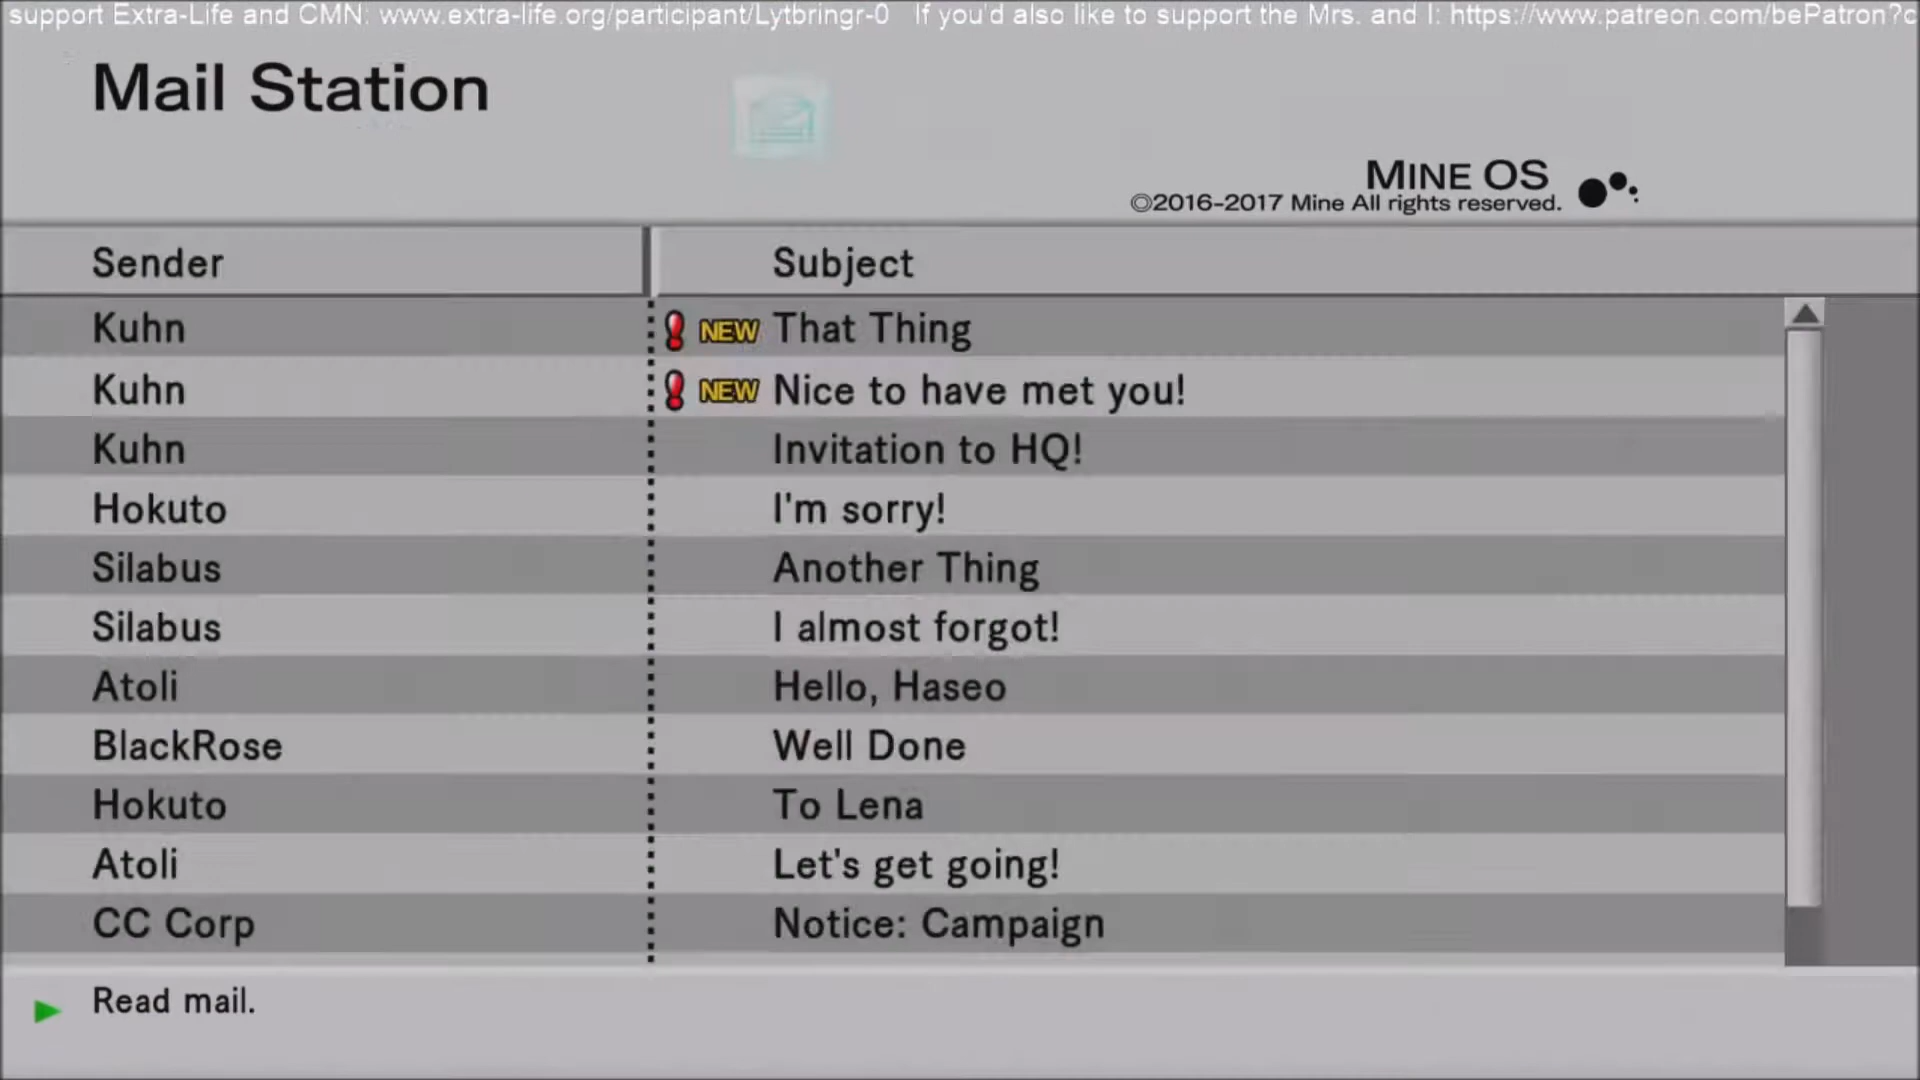 support Extra-Life and CMN: www.extra-life.org/participant/Lytbringr-0 If you'd also like to support the Mrs. and I: https://www.patreon.com/bePatron?c
Mail Station
MINE OS
©2016-2017 Mine All rights reserved.
Sender Subject
Kuhn NEW That Thing
Kuhn NEW Nice to have met you!
Kuhn Invitation to HQ!
Hokuto I'm sorry!
Silabus Another Thing
Silabus I almost forgot!
Atoli Hello, Haseo
BlackRose Well Done
Hokuto To Lena
Atoli Let's get going!
CC Corp Notice: Campaign
Read mail.